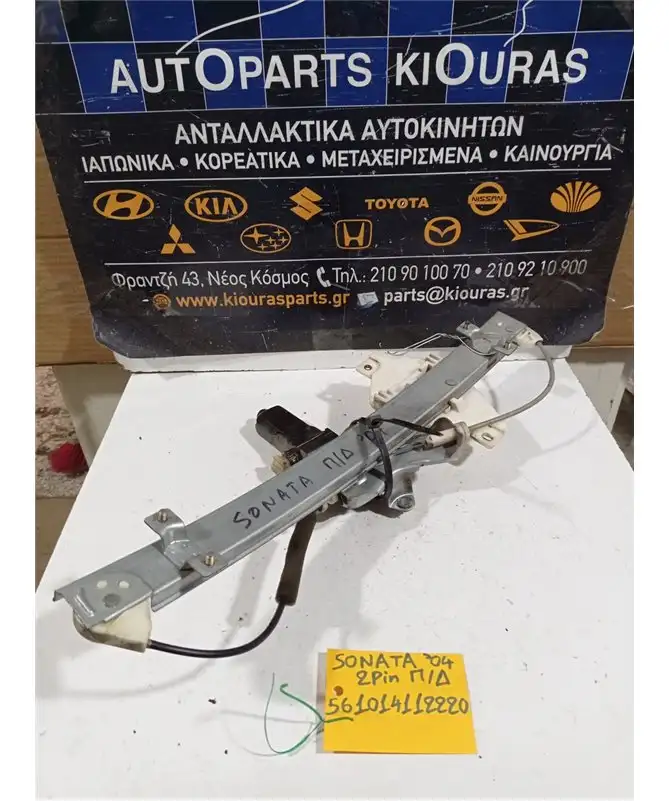 AUTOPARTS KIOURAS
ΑΝΤΑΛΛΑΚΤΙΚΑ ΑΥΤΟΚΙΝΗΤΩΝ
ΙΑΠΩΝΙΚΑ • ΚΟΡΕΑΤΙΚΑ • ΜΕΤΑΧΕΙΡΙΣΜΕΝΑ • ΚΑΙΝΟΥΡΓΙΑ
KIA TOYOTA NISSAN
Φραντζή 43, Νέος Κόσμος Τηλ.: 210 90 100 70 • 210 92 10 900
www.kiourasparts.gr parts@kiouras.gr
SONATA Π/Δ
SONATA '04
2Pin Π/Δ
561014112220